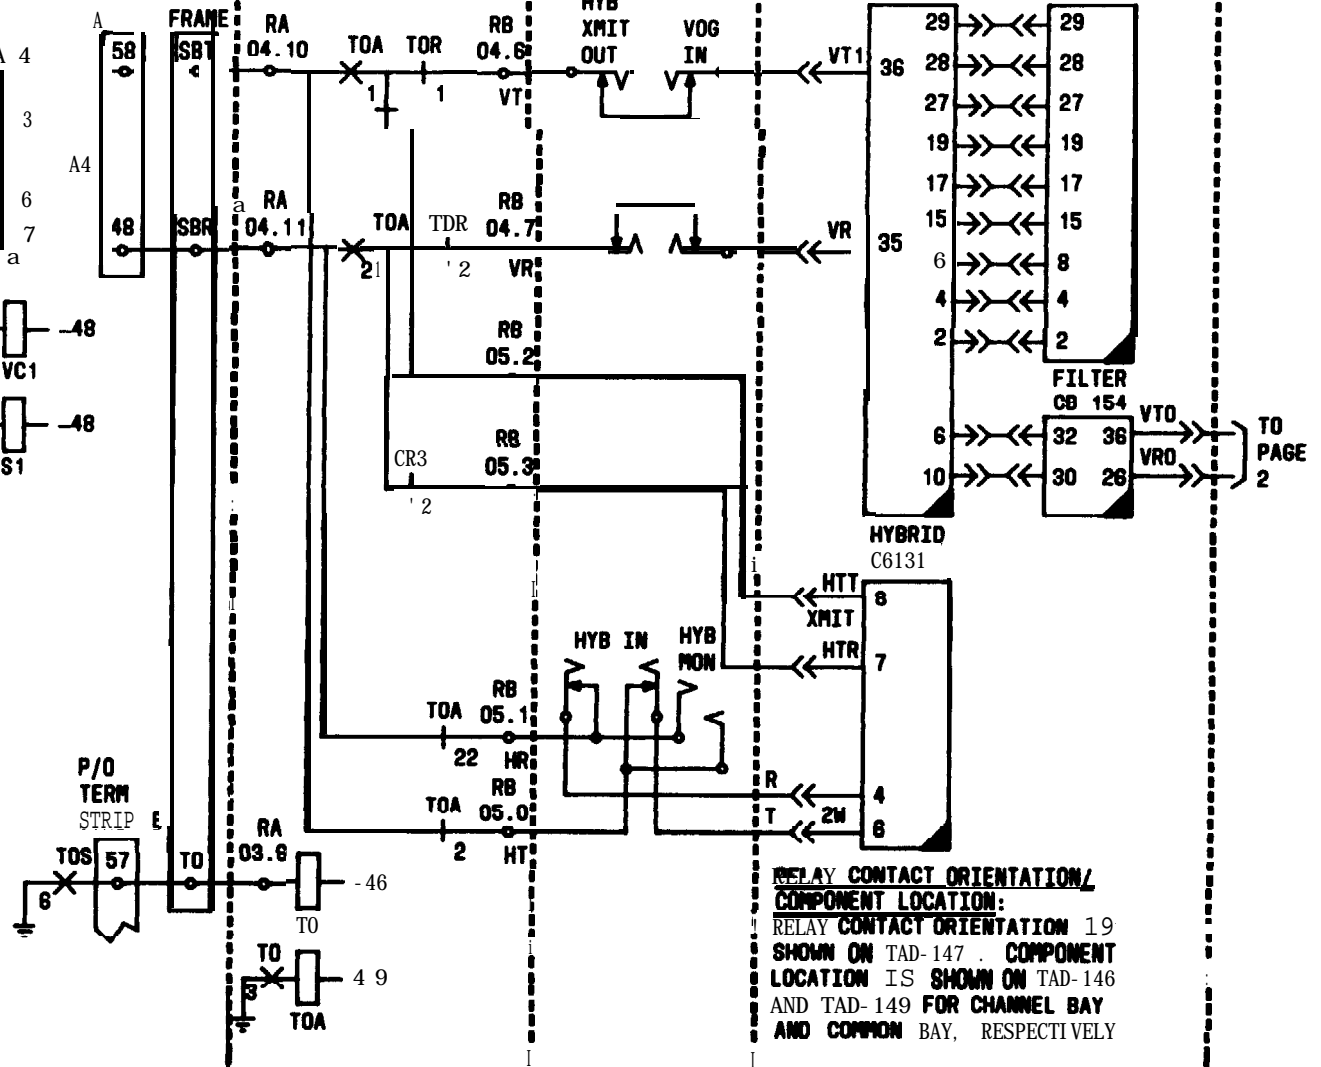 A
FRAME
RA
04.10
TOA
TOR
RB
04.6
HYB
XMIT
OUT
VOG
IN
VT1
36
58
SBT
1
1
VT
A 4
3
A4
6
7
a
48
SBR
a
RA
04.11
TOA
21
TDR
'2
RB
04.7
VR
VR
35
29
28
27
19
17
15
6
4
2
29
28
27
19
17
15
8
4
2
FILTER
CD 154
6
10
32
30
36
26
VTO
VRO
TO
PAGE
2
HYBRID
C6131
-48
VC1
-48
S1
RB
05.2
RB
05.3
CR3
'2
i
I
I
HTT
XMIT
HTR
8
7
HYB IN
HYB
MON
RB
05.1
TOA
22
HR
RB
05.0
TOA
2
HT
R
T
2W
4
6
P/O
TERM
STRIP E
TOS
6
57
TO
RA
03.6
-46
TO
TO
3
49
TOA
i
I
I
RELAY CONTACT ORIENTATION/
COMPONENT LOCATION:
RELAY CONTACT ORIENTATION 19
SHOWN ON TAD-147 . COMPONENT
LOCATION IS SHOWN ON TAD-146
AND TAD-149 FOR CHANNEL BAY
AND COMMON BAY, RESPECTIVELY